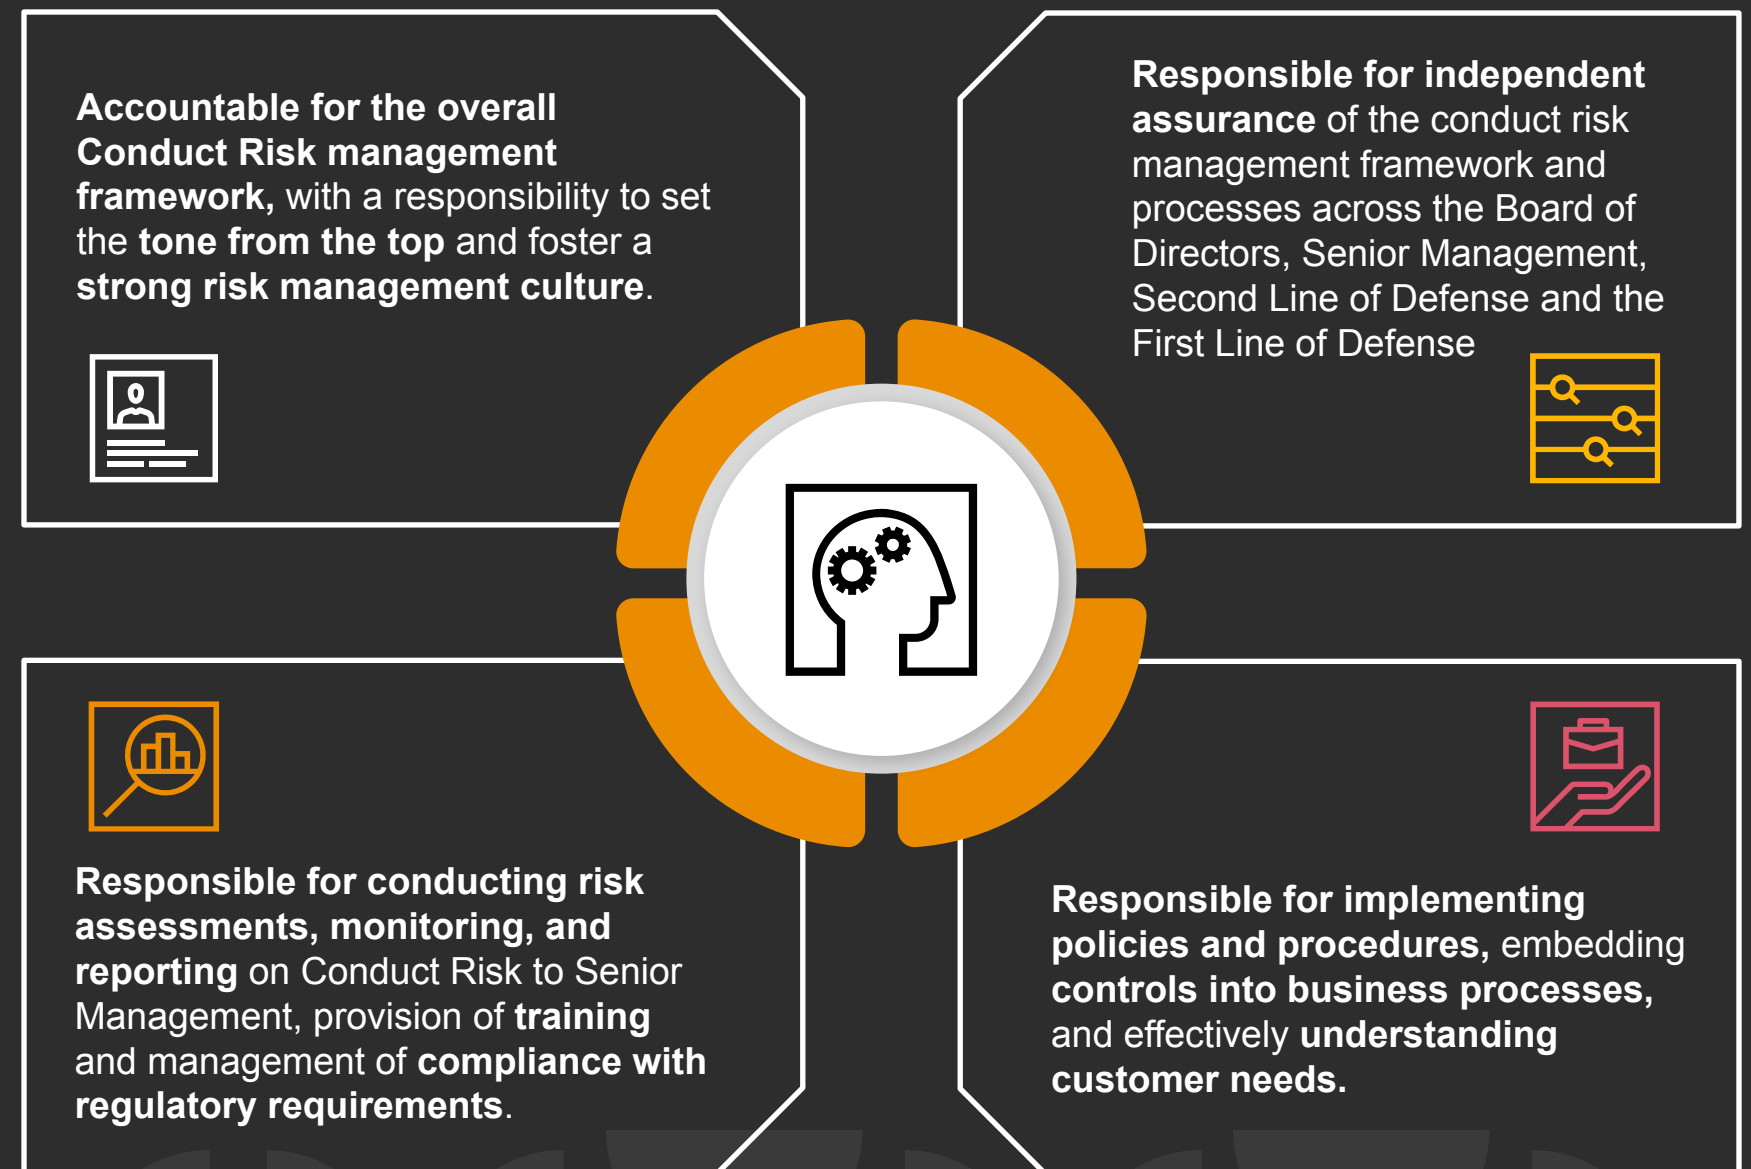 Accountable for the overall
Conduct Risk management
framework, with a responsibility to set
the tone from the top and foster a
strong risk management culture.
Responsible for independent
assurance of the conduct risk
management framework and
processes across the Board of
Directors, Senior Management,
Second Line of Defense and the
First Line of Defense
Responsible for conducting risk
assessments, monitoring, and
reporting on Conduct Risk to Senior
Management, provision of training
and management of compliance with
regulatory requirements.
Responsible for implementing
policies and procedures, embedding
controls into business processes,
and effectively understanding
customer needs.